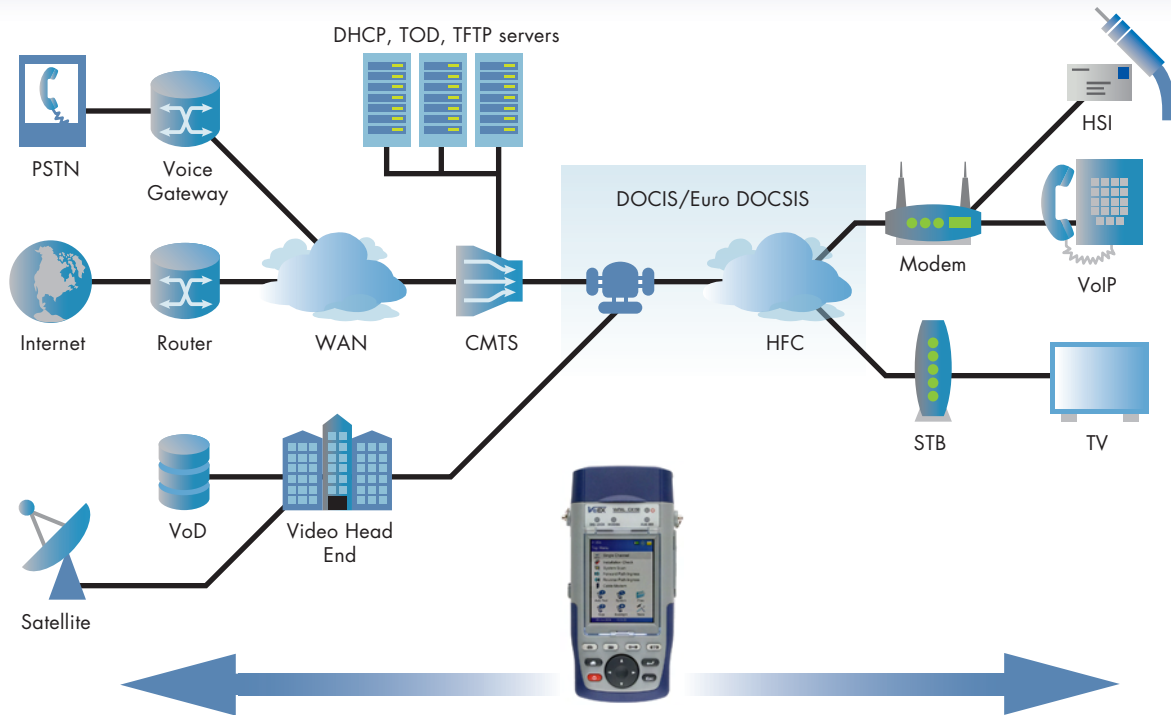 DHCP, TOD, TFTP servers
PSTN
Voice
Gateway
HSI
DOCIS/Euro DOCSIS
Modem
VoIP
Internet
Router
WAN
CMTS
HFC
STB
TV
VoD
Video Head
End
Satellite
VeEX